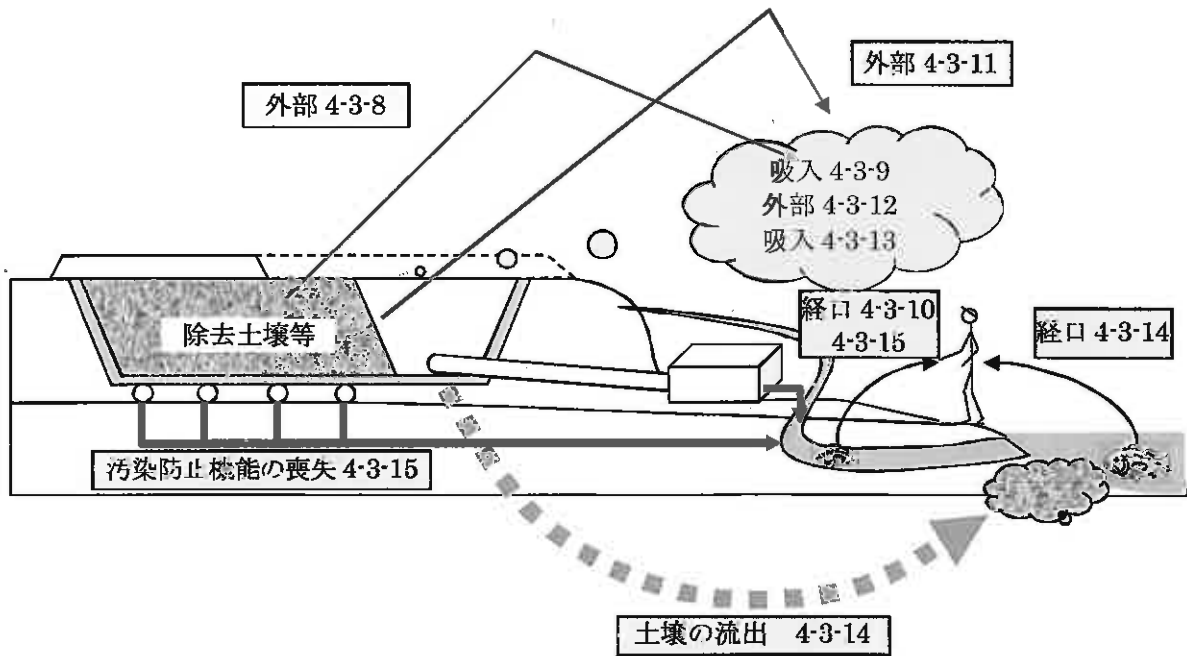 外部 4-3-11
外部 4-3-8
吸入 4-3-9
外部 4-3-12
吸入 4-3-13
除去土壌等
経口 4-3-10
4-3-15
経口 4-3-14
汚染防止機能の喪失 4-3-15
土壌の流出 4-3-14